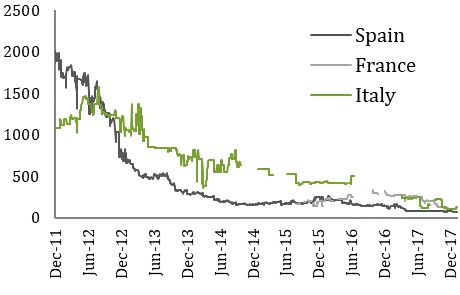 2500
2000
1500
1000
500
0
Spain
France
Italy
Dec-11
Jun-12
Dec-12
Jun-13
Dec-13
Jun-14
Dec-14
Jun-15
Dec-15
Jun-16
Dec-16
Jun-17
Dec-17